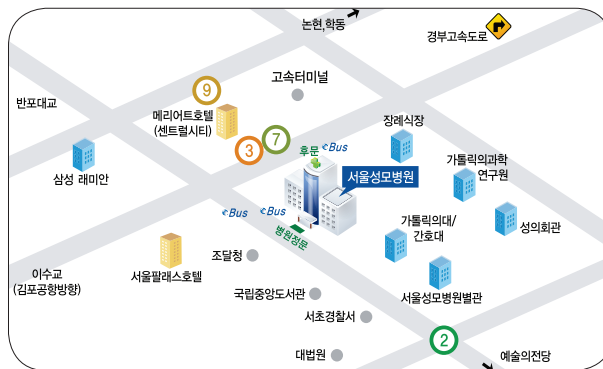 논현,학동
경부고속도로
고속터미널
9
반포대교
메리어트호텔
(센트럴시티)
장례식장
7
3
후문
Bus
가톨릭의과학
연구원
삼성 래미안
서울성모병원
Bus
Bus
병원정문
가톨릭의대/
간호대
성의회관
조달청
서울팔래스호텔
이수교
(김포공항방향)
국립중앙도서관
서울성모병원별관
서초경찰서
2
대법원
예술의전당